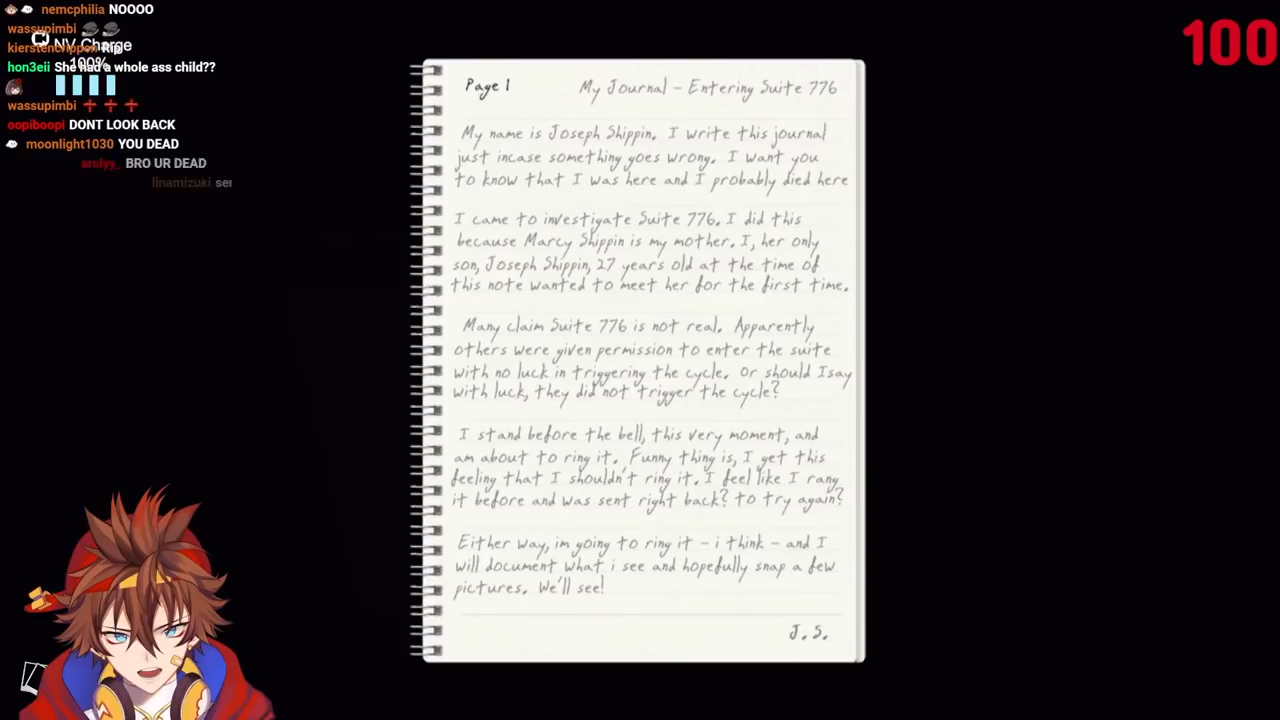 nemcphilia NOOOO
wassupimbi
NV Charge
kierstencrippen Rip
100%
hon3eii She had a whole ass child??
wassupimbi
oopiboopi DONT LOOK BACK
moonlight1030 YOU DEAD
arulyy_ BRO UR DEAD
linamizuki
100
Page 1
My Journal - Entering Suite 776
My name is Joseph Shippin. I write this journal
just incase something goes wrong. I want you
to know that I was here and I probably died here
I came to investigate Suite 776. I did this
because Marcy Shippin is my mother. I, her only
son, Joseph Shippin, 27 years old at the time of
this note wanted to meet her for the first time.
Many claim Suite 776 is not real. Apparently
others were given permission to enter the suite
with no luck in triggering the cycle. Or should I say
with luck, they did not trigger the cycle?
I stand before the bell, this very moment, and
am about to ring it. Funny thing is, I get this
feeling that I shouldn't ring it. I feel like I rang
it before and was sent right back? to try again?
Either way, im going to ring it - i think - and I
will document what i see and hopefully snap a few
pictures. We'll see!
J.S.